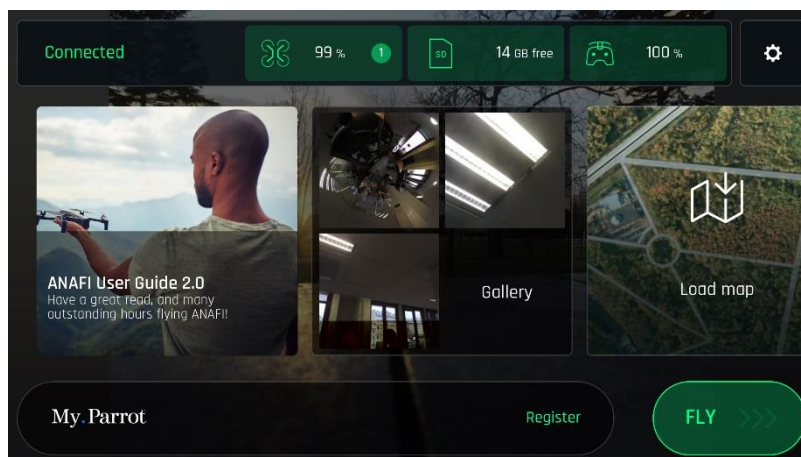 Connected
99 %
1
SD
14 GB free
100 %
ANAFI User Guide 2.0
Have a great read, and many
outstanding hours flying ANAFI!
Gallery
Load map
My.Parrot
Register
FLY >>>